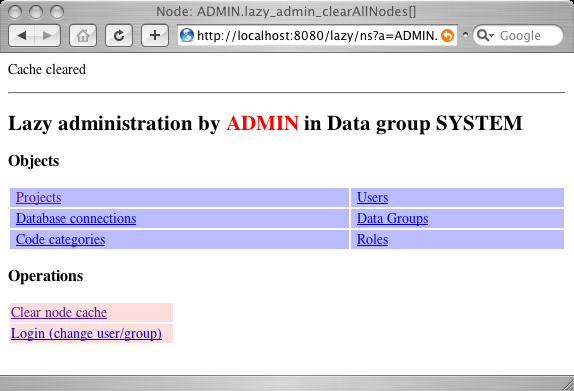 Node: ADMIN.lazy_admin_clearAllNodes[]
http://localhost:8080/lazy/ns?a=ADMIN.
Google
Cache cleared
Lazy administration by ADMIN in Data group SYSTEM
Objects
Projects Users
Database connections Data Groups
Code categories Roles
Operations
Clear node cache
Login (change user/group)